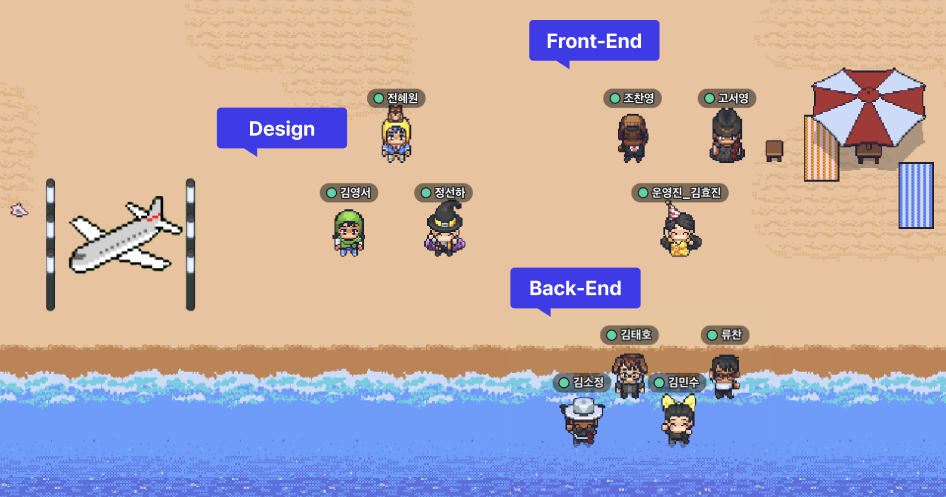 Front-End
전혜원
조찬영
고서영
Design
김영서
정선하
운영진_김효진
Back-End
김태호
류찬
김소정
김민수